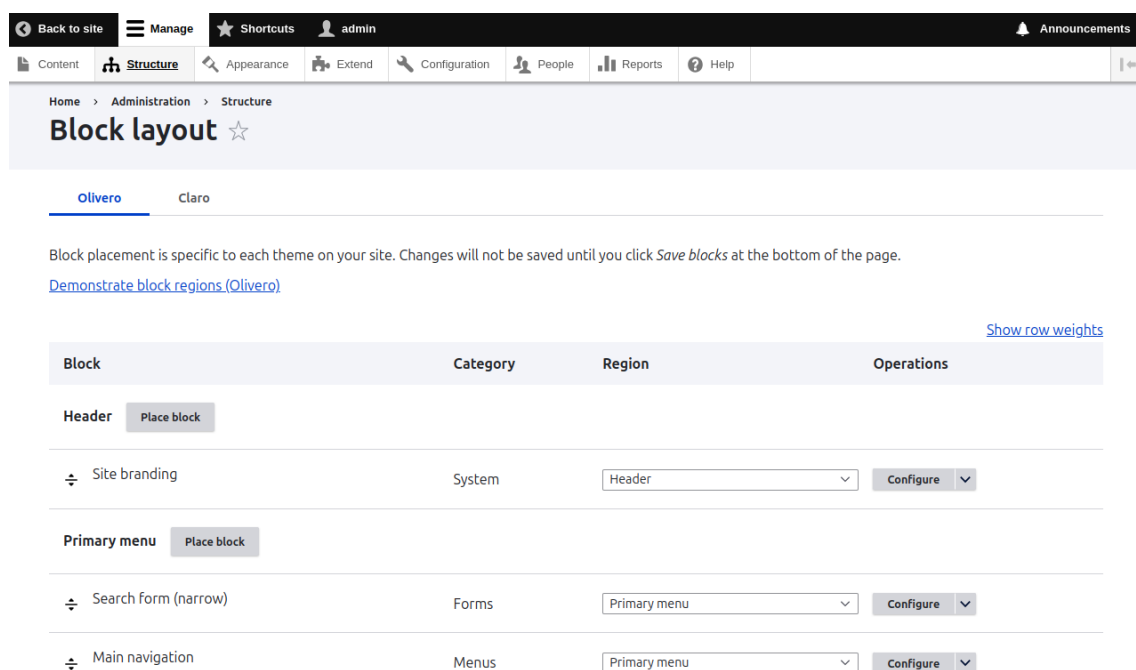 Back to site Manage Shortcuts admin Announcements
Content Structure Appearance Extend Configuration People Reports Help
Home › Administration › Structure
Block layout
Olivero Claro
Block placement is specific to each theme on your site. Changes will not be saved until you click Save blocks at the bottom of the page.
Demonstrate block regions (Olivero)
Show row weights
Block Category Region Operations
Header Place block
Site branding System Header Configure
Primary menu Place block
Search form (narrow) Forms Primary menu Configure
Main navigation Menus Primary menu Configure